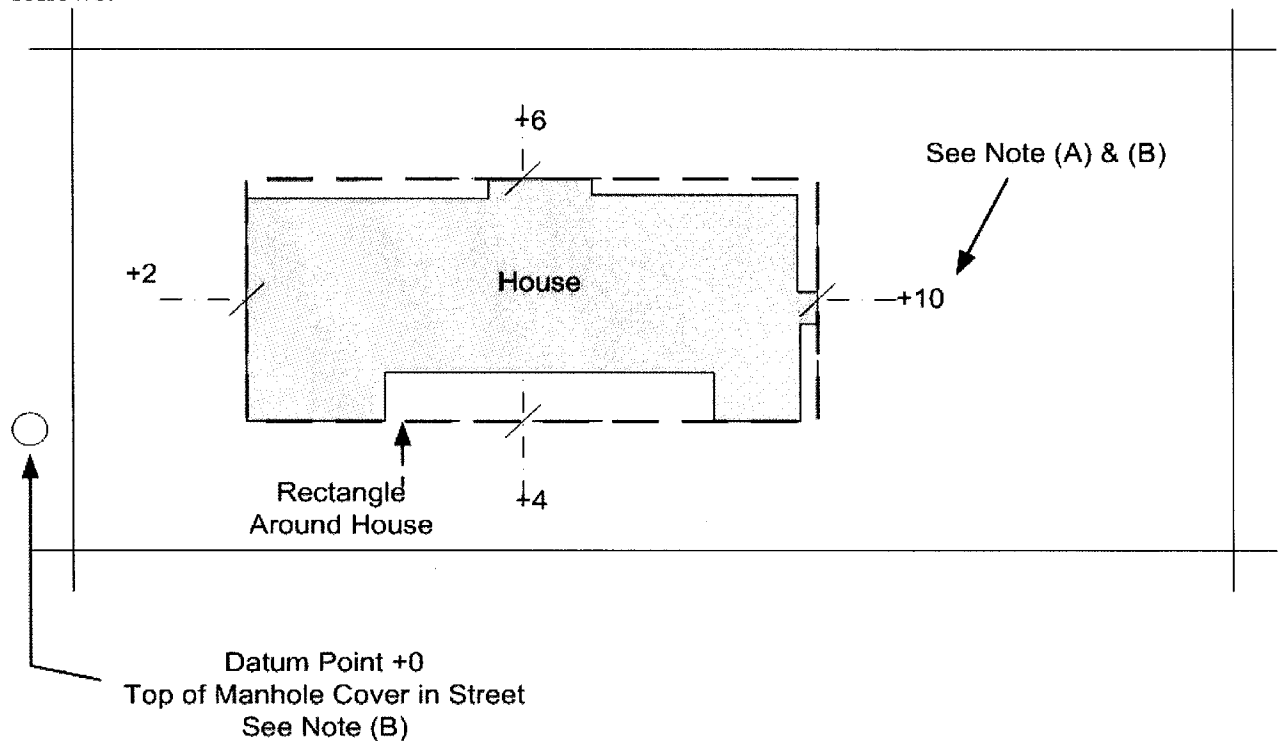 +6
See Note (A) & (B)
+2
House
+10
Rectangle
Around House
+4
Datum Point +0
Top of Manhole Cover in Street
See Note (B)